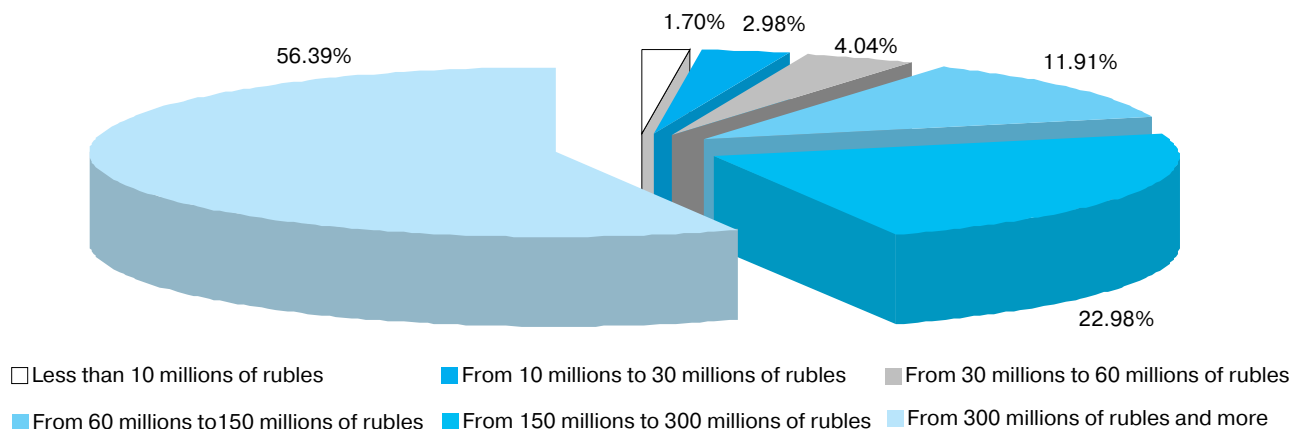 1.70% 2.98%
4.04%
56.39%
11.91%
22.98%
Less than 10 millions of rubles
From 10 millions to 30 millions of rubles
From 30 millions to 60 millions of rubles
From 60 millions to150 millions of rubles
From 150 millions to 300 millions of rubles
From 300 millions of rubles and more